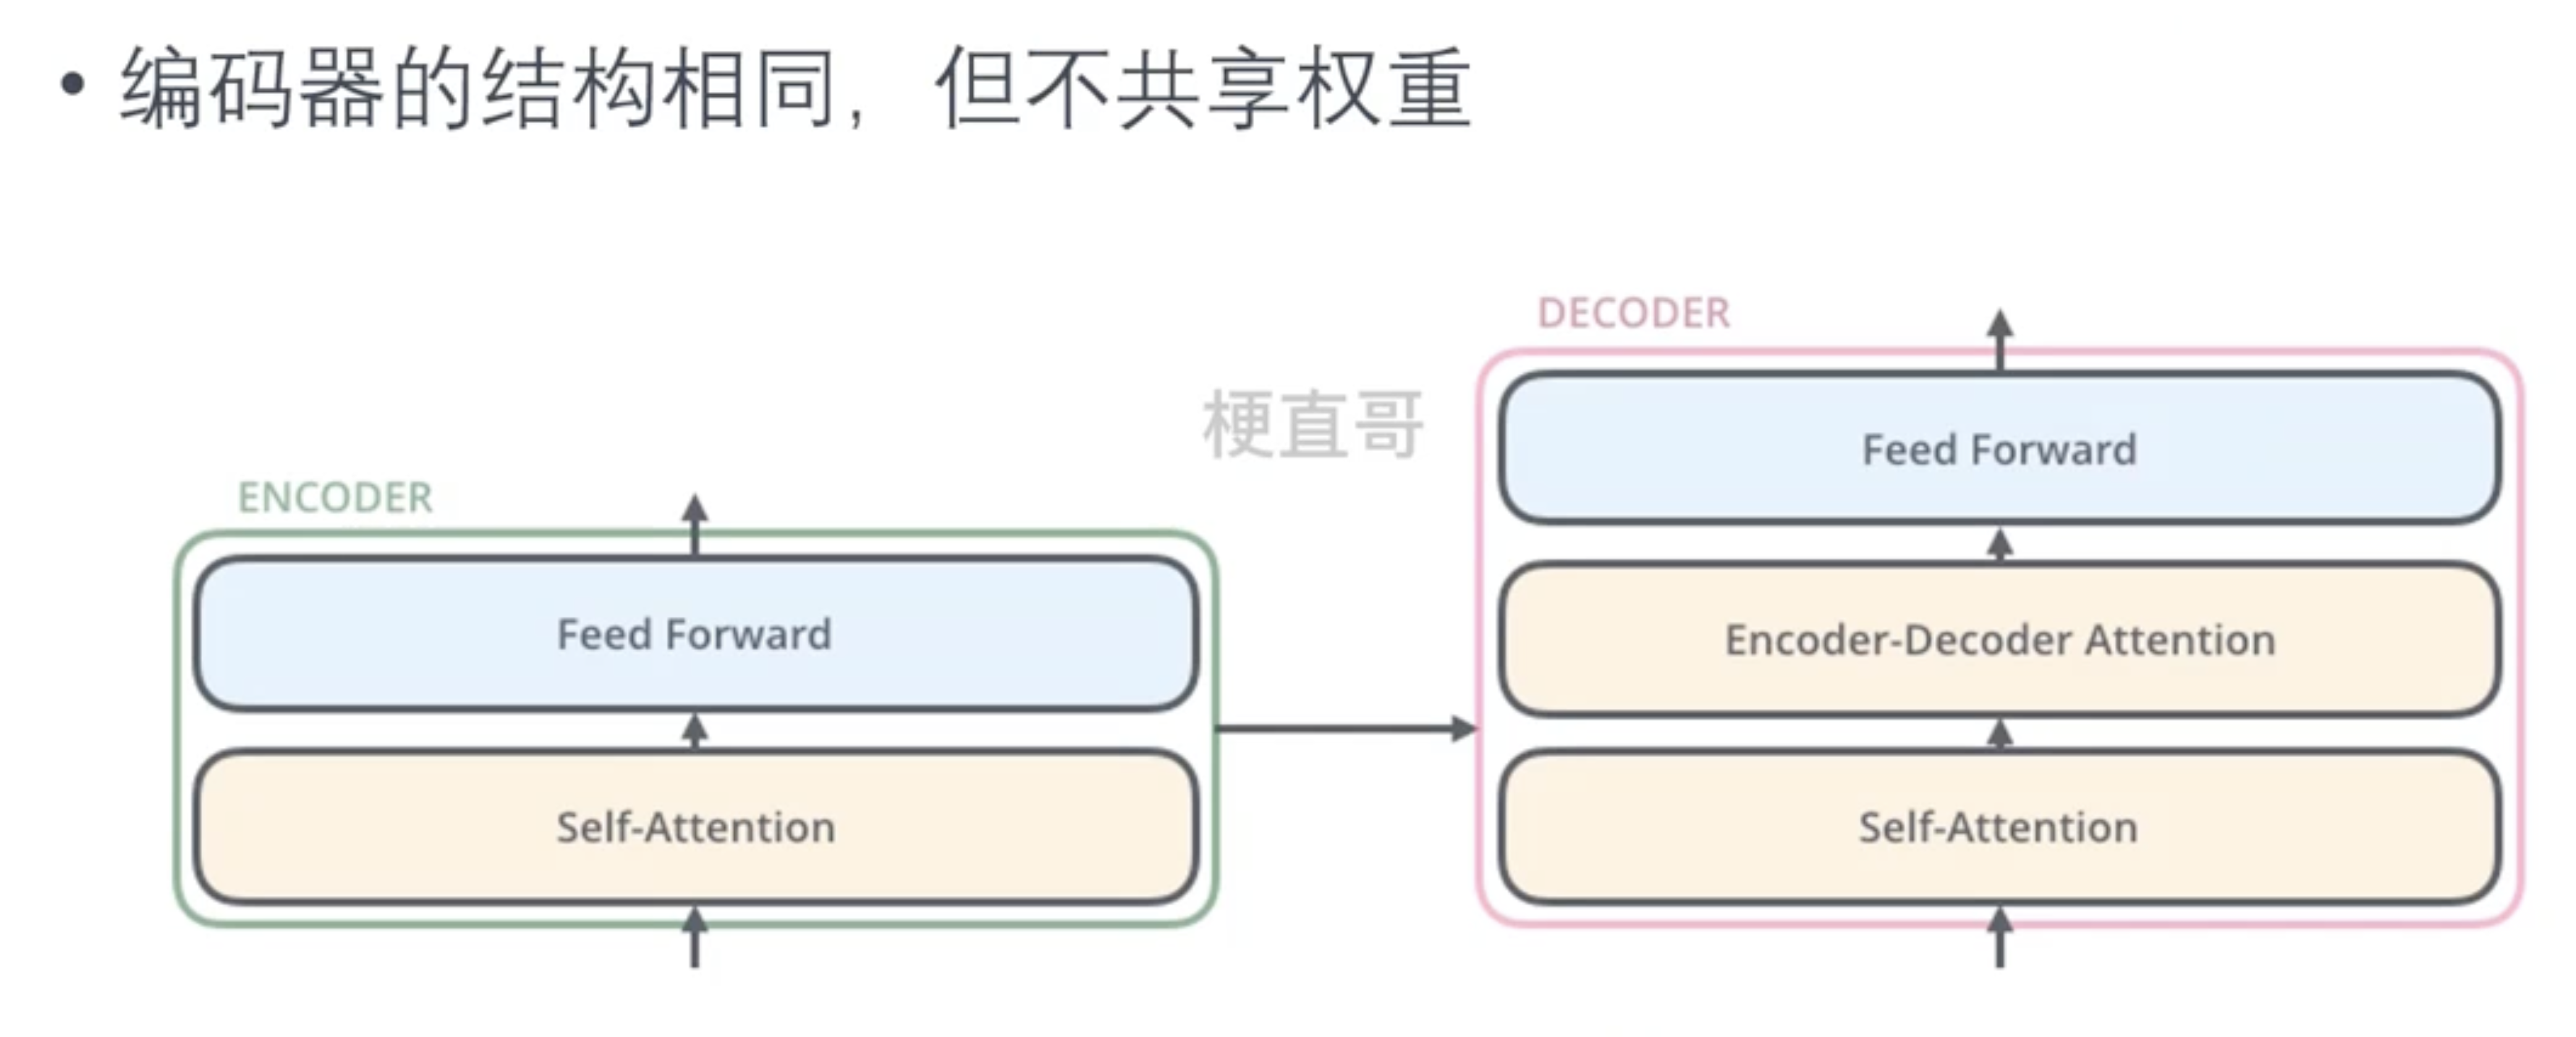 • 编码器的结构相同，但不共享权重
DECODER
梗直哥
Feed Forward
ENCODER
Feed Forward
Encoder-Decoder Attention
Self-Attention
Self-Attention